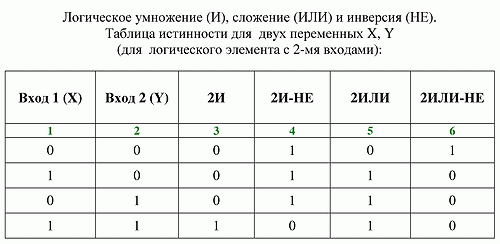 Логическое умножение (И), сложение (ИЛИ) и инверсия (НЕ).
Таблица истинности для двух переменных X, Y
(для логического элемента с 2-мя входами):
Вход 1 (X) Вход 2 (Y) 2И 2И-НЕ 2ИЛИ 2ИЛИ-НЕ
1 2 3 4 5 6
0 0 0 1 0 1
1 0 0 1 1 0
0 1 0 1 1 0
1 1 1 0 1 0